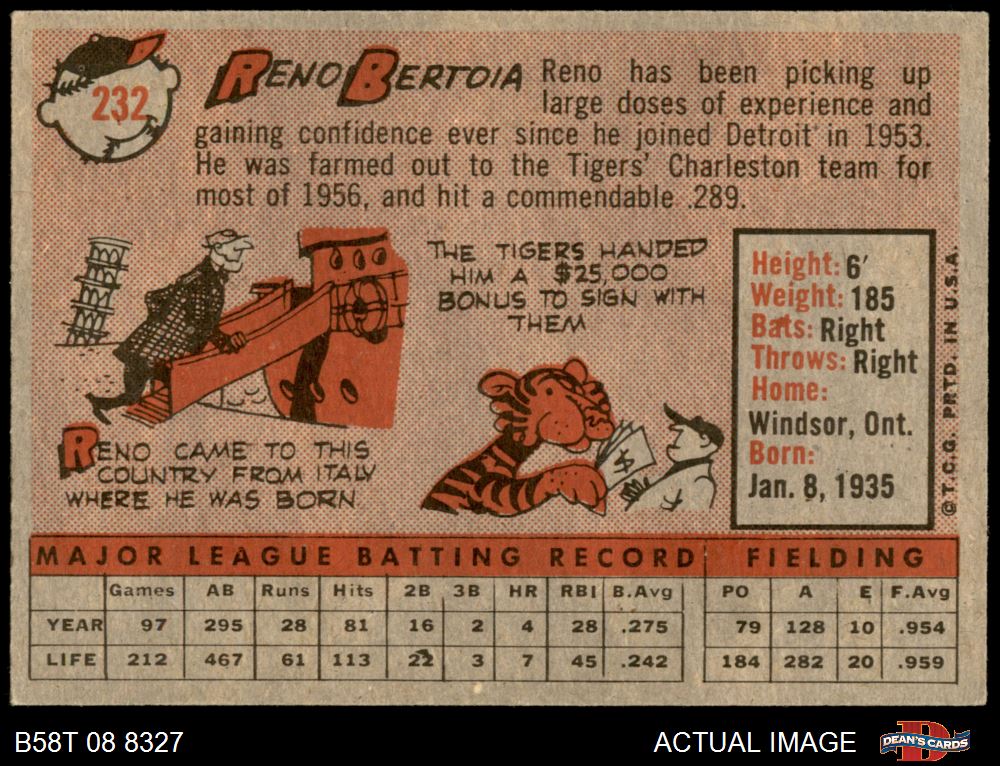 232
RENO BERTOIA
Reno has been picking up
large doses of experience and
gaining confidence ever since he joined Detroit in 1953.
He was farmed out to the Tigers' Charleston team for
most of 1956, and hit a commendable .289.
THE TIGERS HANDED
HIM A $25,000
BONUS TO SIGN WITH
THEM
$
RENO CAME TO THIS
COUNTRY FROM ITALY
WHERE HE WAS BORN
Height: 6'
Weight: 185
Bats: Right
Throws: Right
Home:
Windsor, Ont.
Born:
Jan. 8, 1935
© T.C.G. PRTD. IN U.S.A.
MAJOR LEAGUE BATTING RECORD FIELDING
Games AB Runs Hits 2B 3B HR RBI B.Avg PO A E F.Avg
YEAR 97 295 28 81 16 2 4 28 .275 79 128 10 .954
LIFE 212 467 61 113 22 3 7 45 .242 184 282 20 .959
B58T 08 8327
ACTUAL IMAGE
D
DEAN'S CARDS